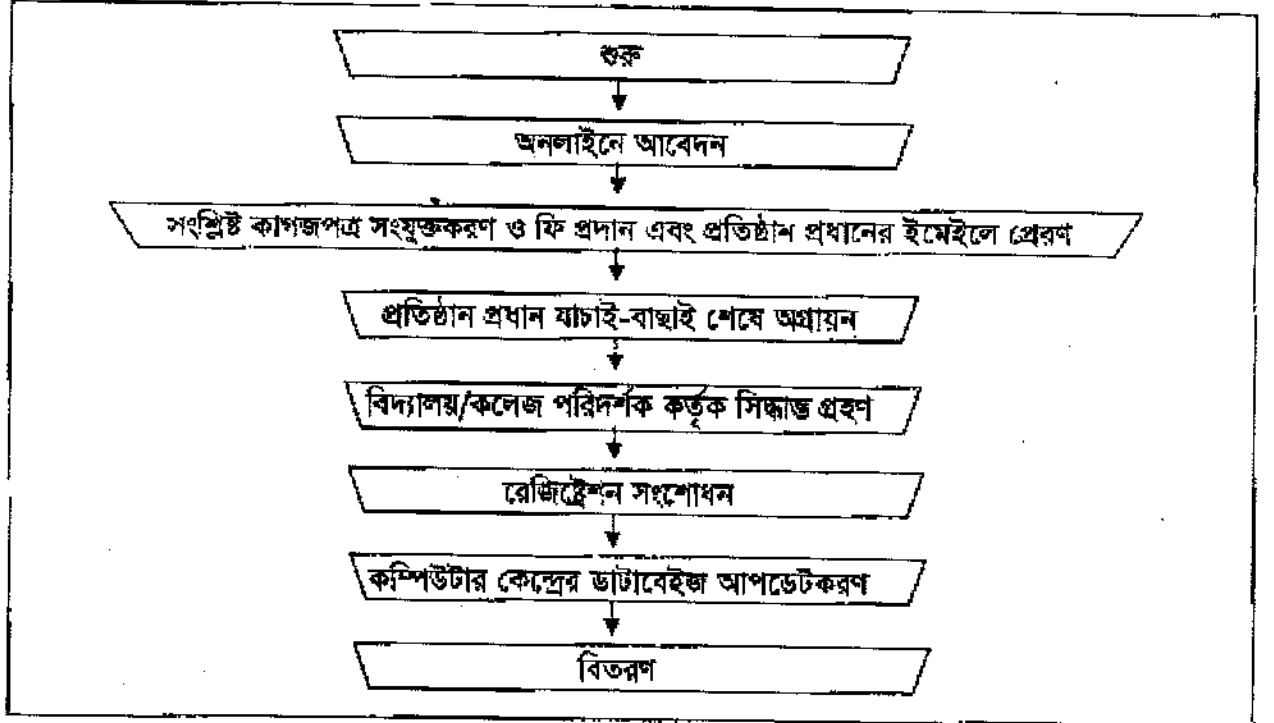 শুরু
অনলাইনে আবেদন
সংশ্লিষ্ট কাগজপত্র সংযুক্তকরণ ও ফি প্রদান এবং প্রতিষ্ঠান প্রধানের ইমেইলে প্রেরণ
প্রতিষ্ঠান প্রধান যাচাই-বাছাই শেষে অগ্রায়ন
বিদ্যালয়/কলেজ পরিদর্শক কর্তৃক সিদ্ধান্ত গ্রহণ
রেজিষ্ট্রেশন সংশোধন
কম্পিউটার কেন্দ্রের ডাটাবেইজ আপডেটকরণ
বিতরণ